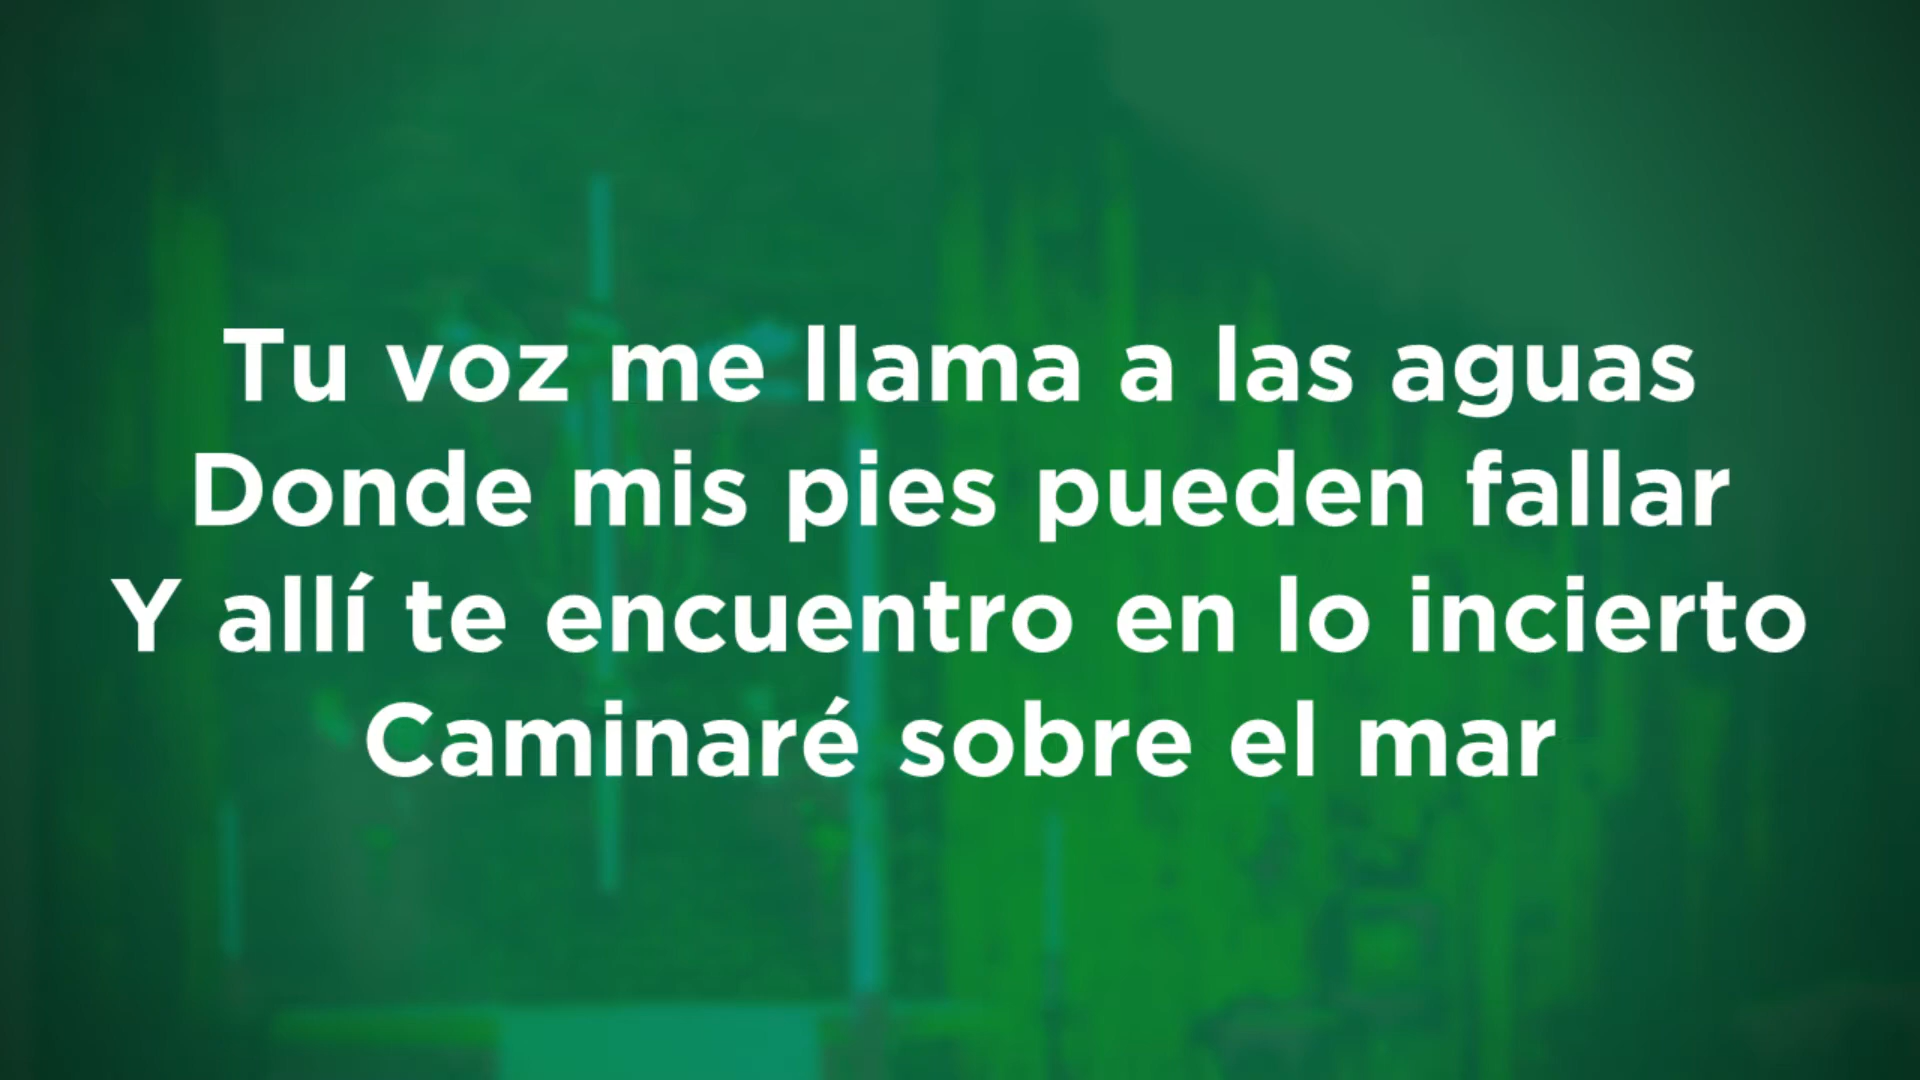 Tu voz me llama a las aguas
Donde mis pies pueden fallar
Y allí te encuentro en lo incierto
Caminaré sobre el mar